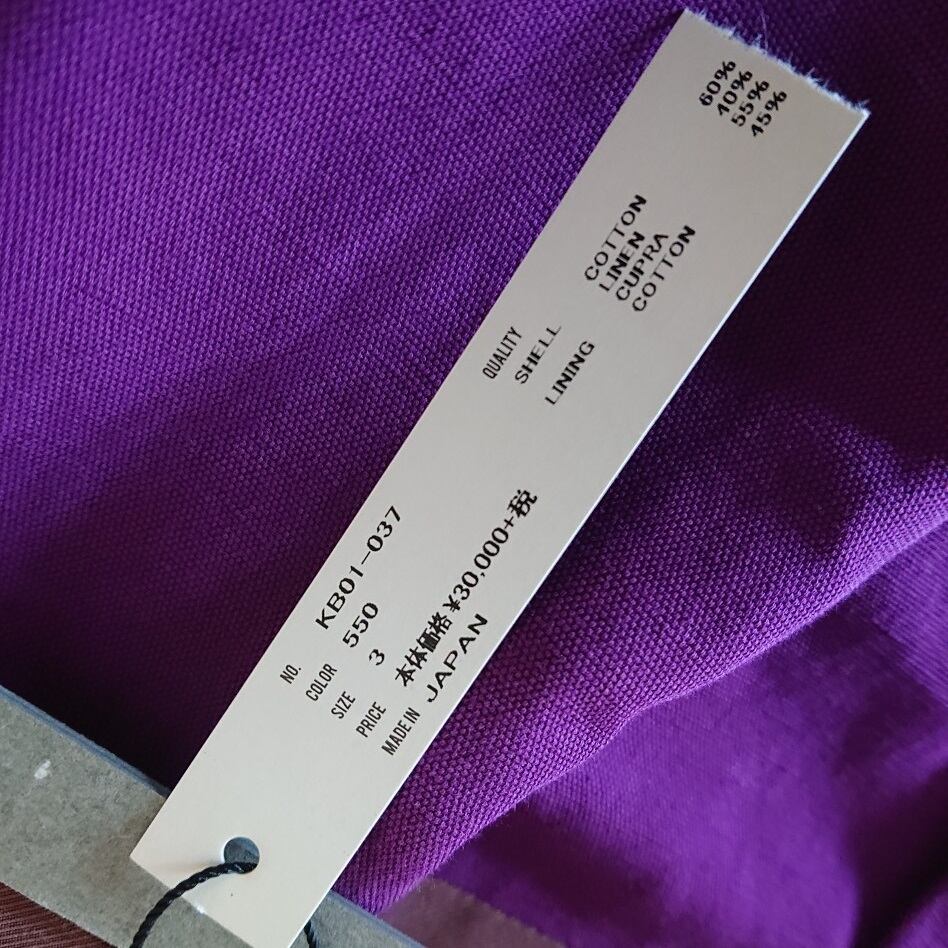 NO. KB01-037
COLOR 550
SIZE 3
PRICE 本体価格 ¥30,000+税
MADE IN JAPAN
QUALITY
SHELL COTTON 60%
LINEN 40%
LINING CUPRA 55%
COTTON 45%